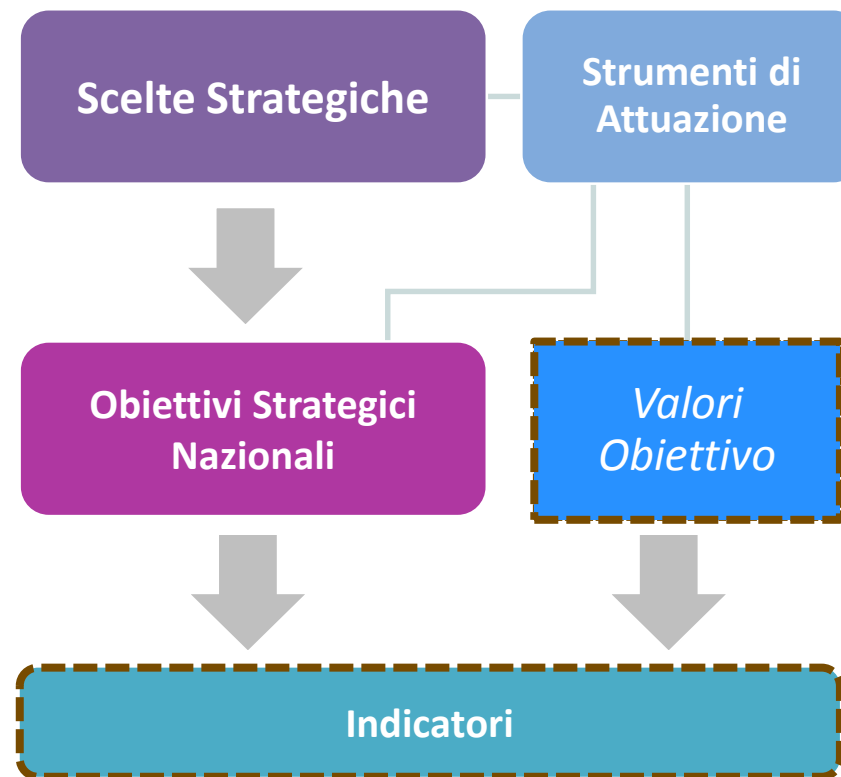 Scelte Strategiche
Strumenti di
Attuazione
Obiettivi Strategici
Nazionali
Valori
Obiettivo
Indicatori